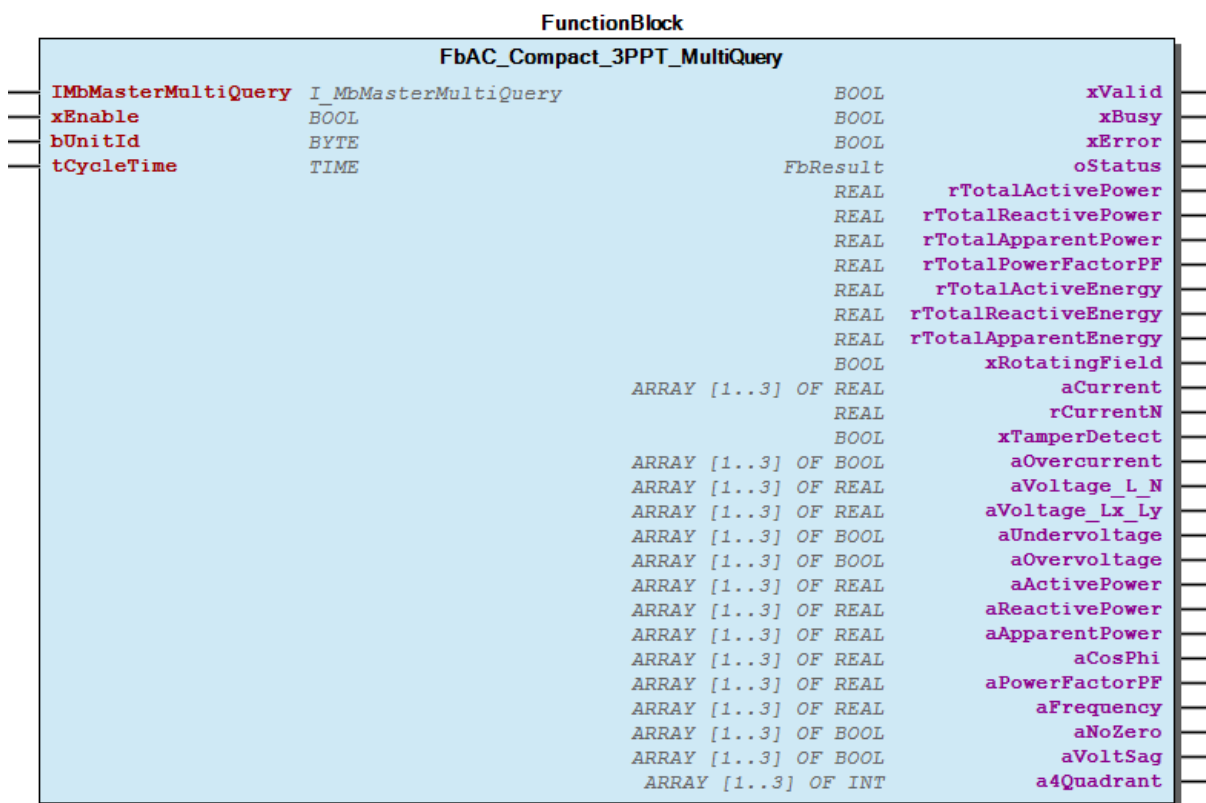 FunctionBlock
FbAC_Compact_3PPT_MultiQuery
IMbMasterMultiQuery I_MbMasterMultiQuery BOOL xValid
xEnable BOOL BOOL xBusy
bUnitId BYTE BOOL xError
tCycleTime TIME FbResult oStatus
REAL rTotalActivePower
REAL rTotalReactivePower
REAL rTotalApparentPower
REAL rTotalPowerFactorPF
REAL rTotalActiveEnergy
REAL rTotalReactiveEnergy
REAL rTotalApparentEnergy
BOOL xRotatingField
ARRAY [1..3] OF REAL aCurrent
REAL rCurrentN
BOOL xTamperDetect
ARRAY [1..3] OF BOOL aOvercurrent
ARRAY [1..3] OF REAL aVoltage_L_N
ARRAY [1..3] OF REAL aVoltage_Lx_Ly
ARRAY [1..3] OF BOOL aUndervoltage
ARRAY [1..3] OF BOOL aOvervoltage
ARRAY [1..3] OF REAL aActivePower
ARRAY [1..3] OF REAL aReactivePower
ARRAY [1..3] OF REAL aApparentPower
ARRAY [1..3] OF REAL aCosPhi
ARRAY [1..3] OF REAL aPowerFactorPF
ARRAY [1..3] OF REAL aFrequency
ARRAY [1..3] OF BOOL aNoZero
ARRAY [1..3] OF BOOL aVoltSag
ARRAY [1..3] OF INT a4Quadrant